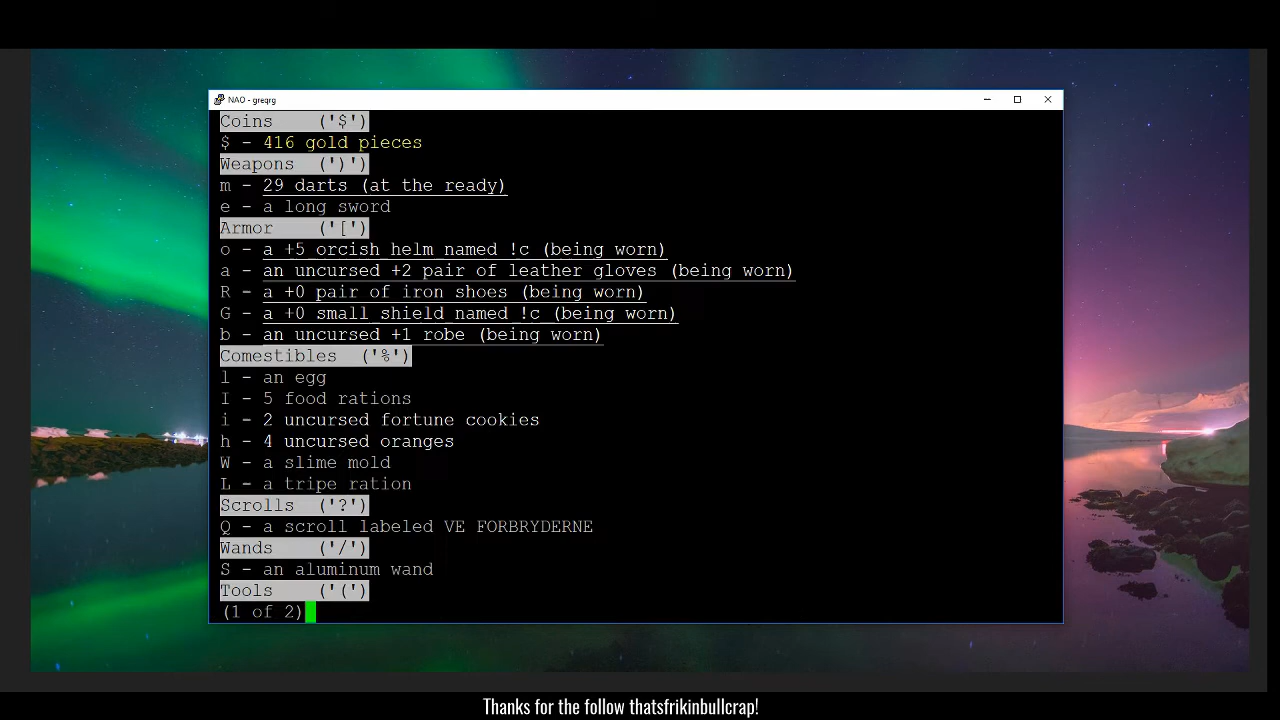 NAO - greqrg
Coins ('$')
$ - 416 gold pieces
Weapons (')')
m - 29 darts (at the ready)
e - a long sword
Armor ('[')
o - a +5 orcish helm named !c (being worn)
a - an uncursed +2 pair of leather gloves (being worn)
R - a +0 pair of iron shoes (being worn)
G - a +0 small shield named !c (being worn)
b - an uncursed +1 robe (being worn)
Comestibles ('%')
l - an egg
I - 5 food rations
i - 2 uncursed fortune cookies
h - 4 uncursed oranges
W - a slime mold
L - a tripe ration
Scrolls ('?')
Q - a scroll labeled VE FORBRYDERNE
Wands ('/')
S - an aluminum wand
Tools ('(')
(1 of 2)
Thanks for the follow thatsfrikinbullcrap!